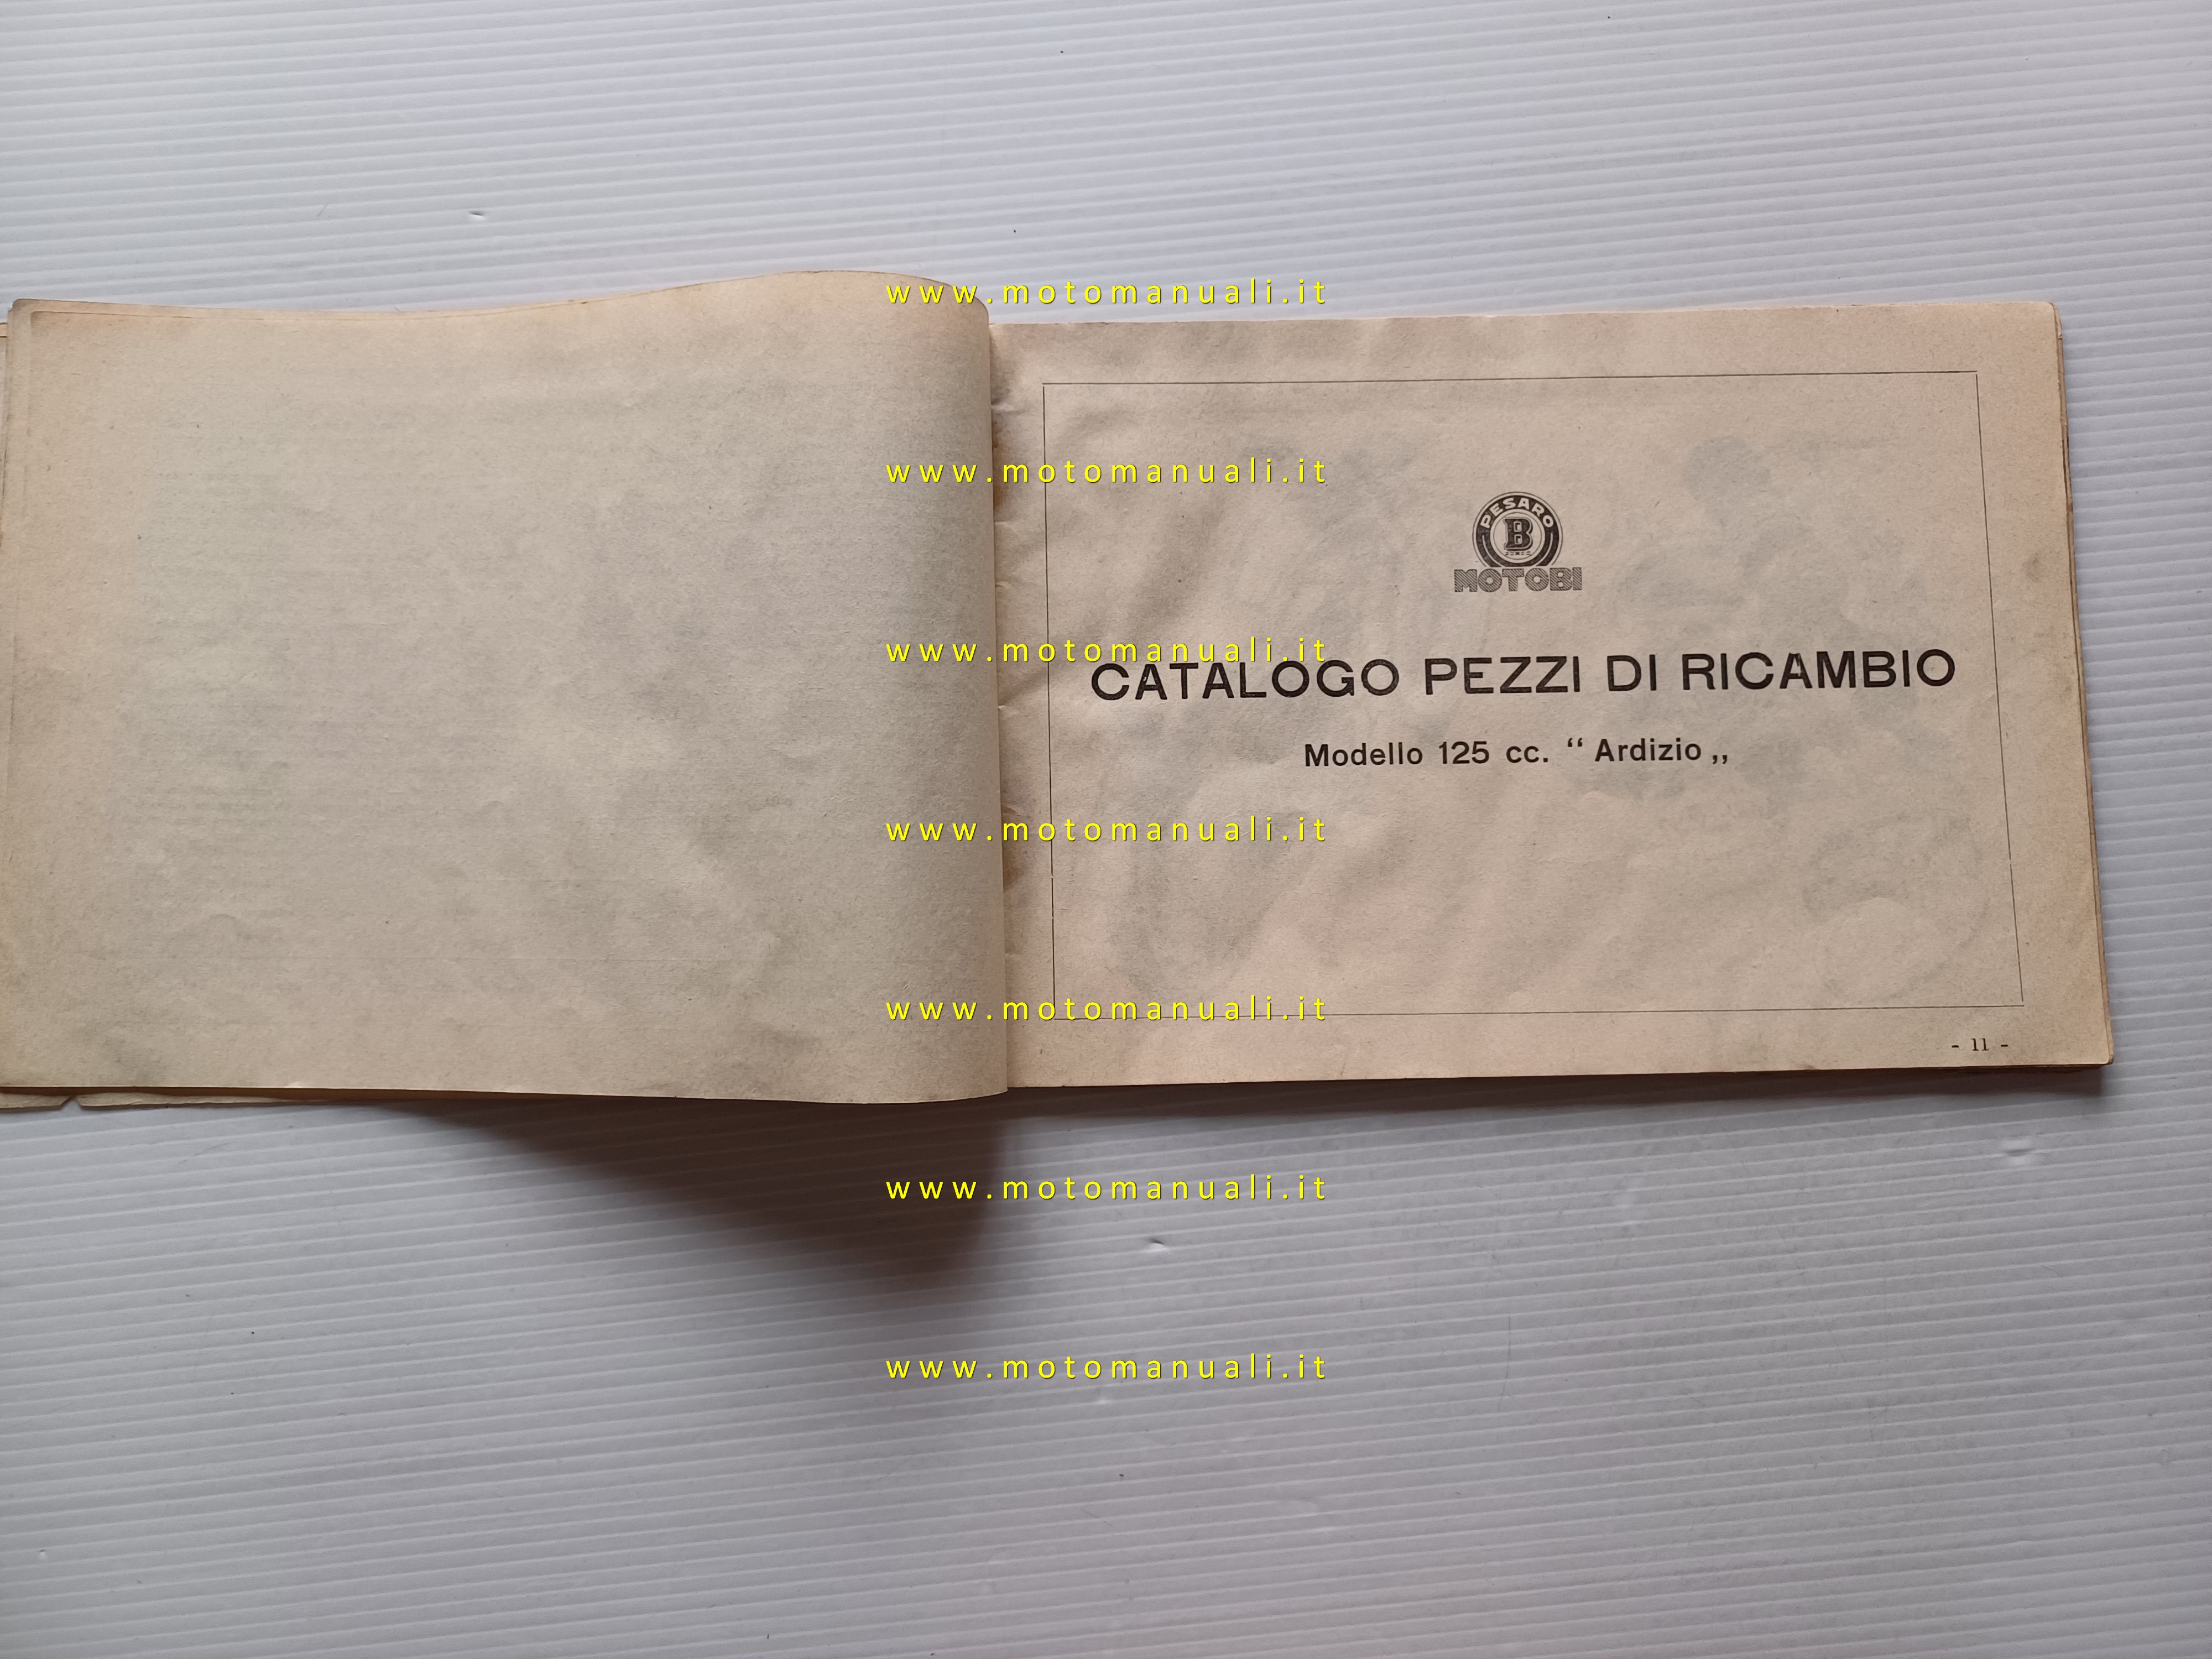 www.motomanuali.it
www.motomanuali.it
PESARO
B
MOTOBI
www.motomanuali.it
CATALOGO PEZZI DI RICAMBIO
Modello 125 cc. “ Ardizio „
www.motomanuali.it
www.motomanuali.it
- 11 -
www.motomanuali.it
www.motomanuali.it